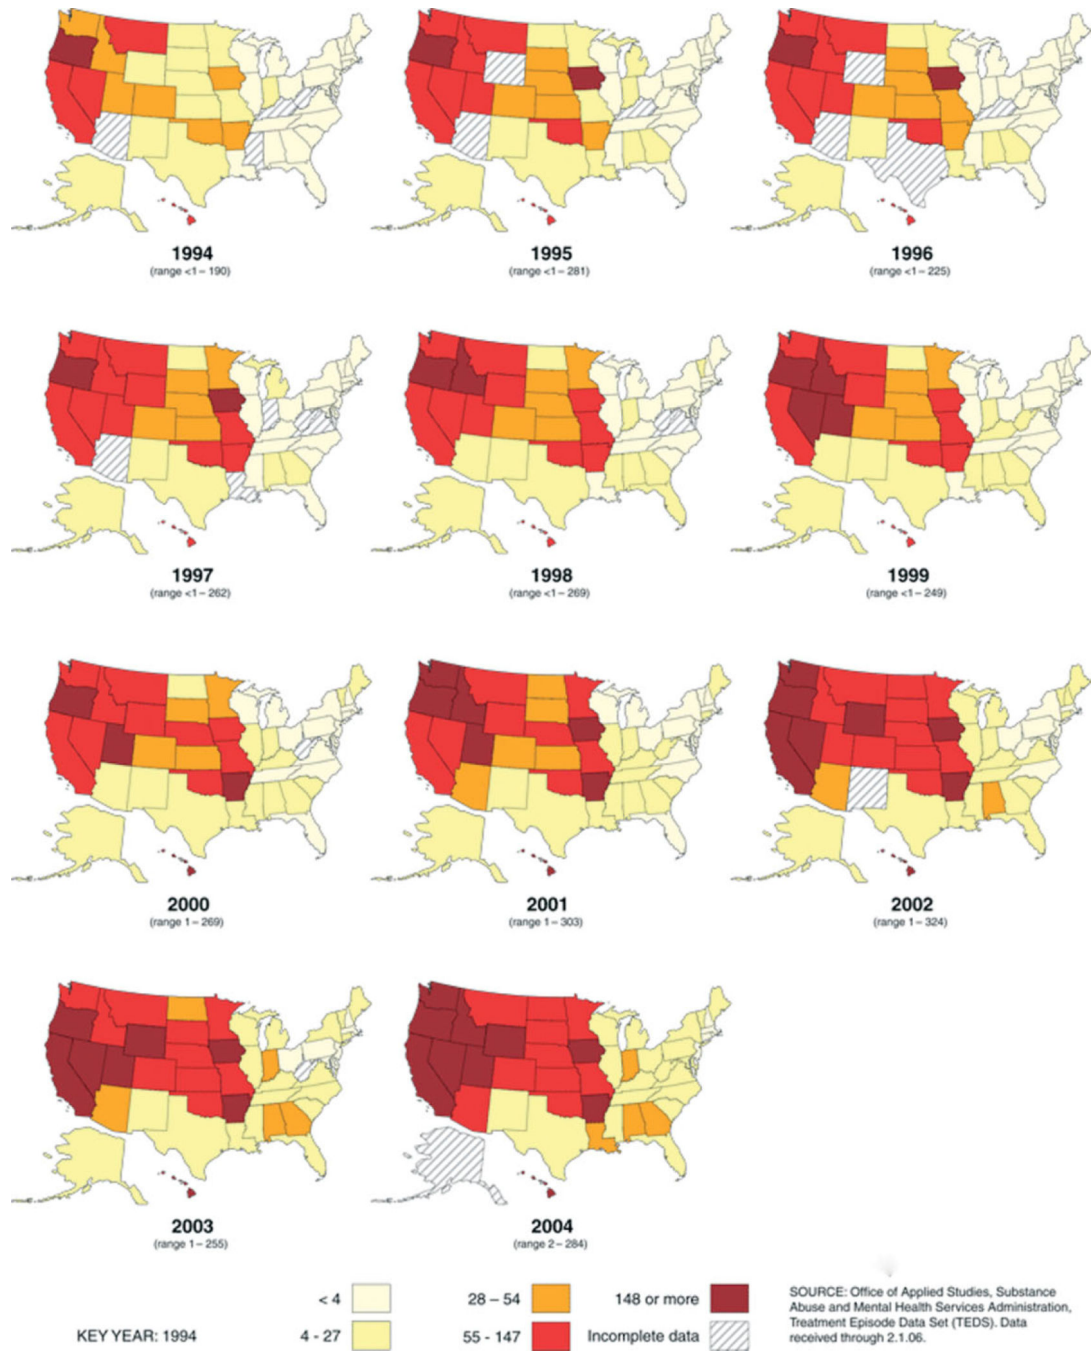 1994
(range <1 – 190)
1995
(range <1 – 281)
1996
(range <1 – 225)
1997
(range <1 – 262)
1998
(range <1 – 269)
1999
(range <1 – 249)
2000
(range 1 – 269)
2001
(range 1 – 303)
2002
(range 1 – 324)
2003
(range 1 – 255)
2004
(range 2 – 284)
KEY YEAR: 1994
< 4
4 - 27
28 – 54
55 - 147
148 or more
Incomplete data
SOURCE: Office of Applied Studies, Substance
Abuse and Mental Health Services Administration,
Treatment Episode Data Set (TEDS). Data
received through 2.1.06.